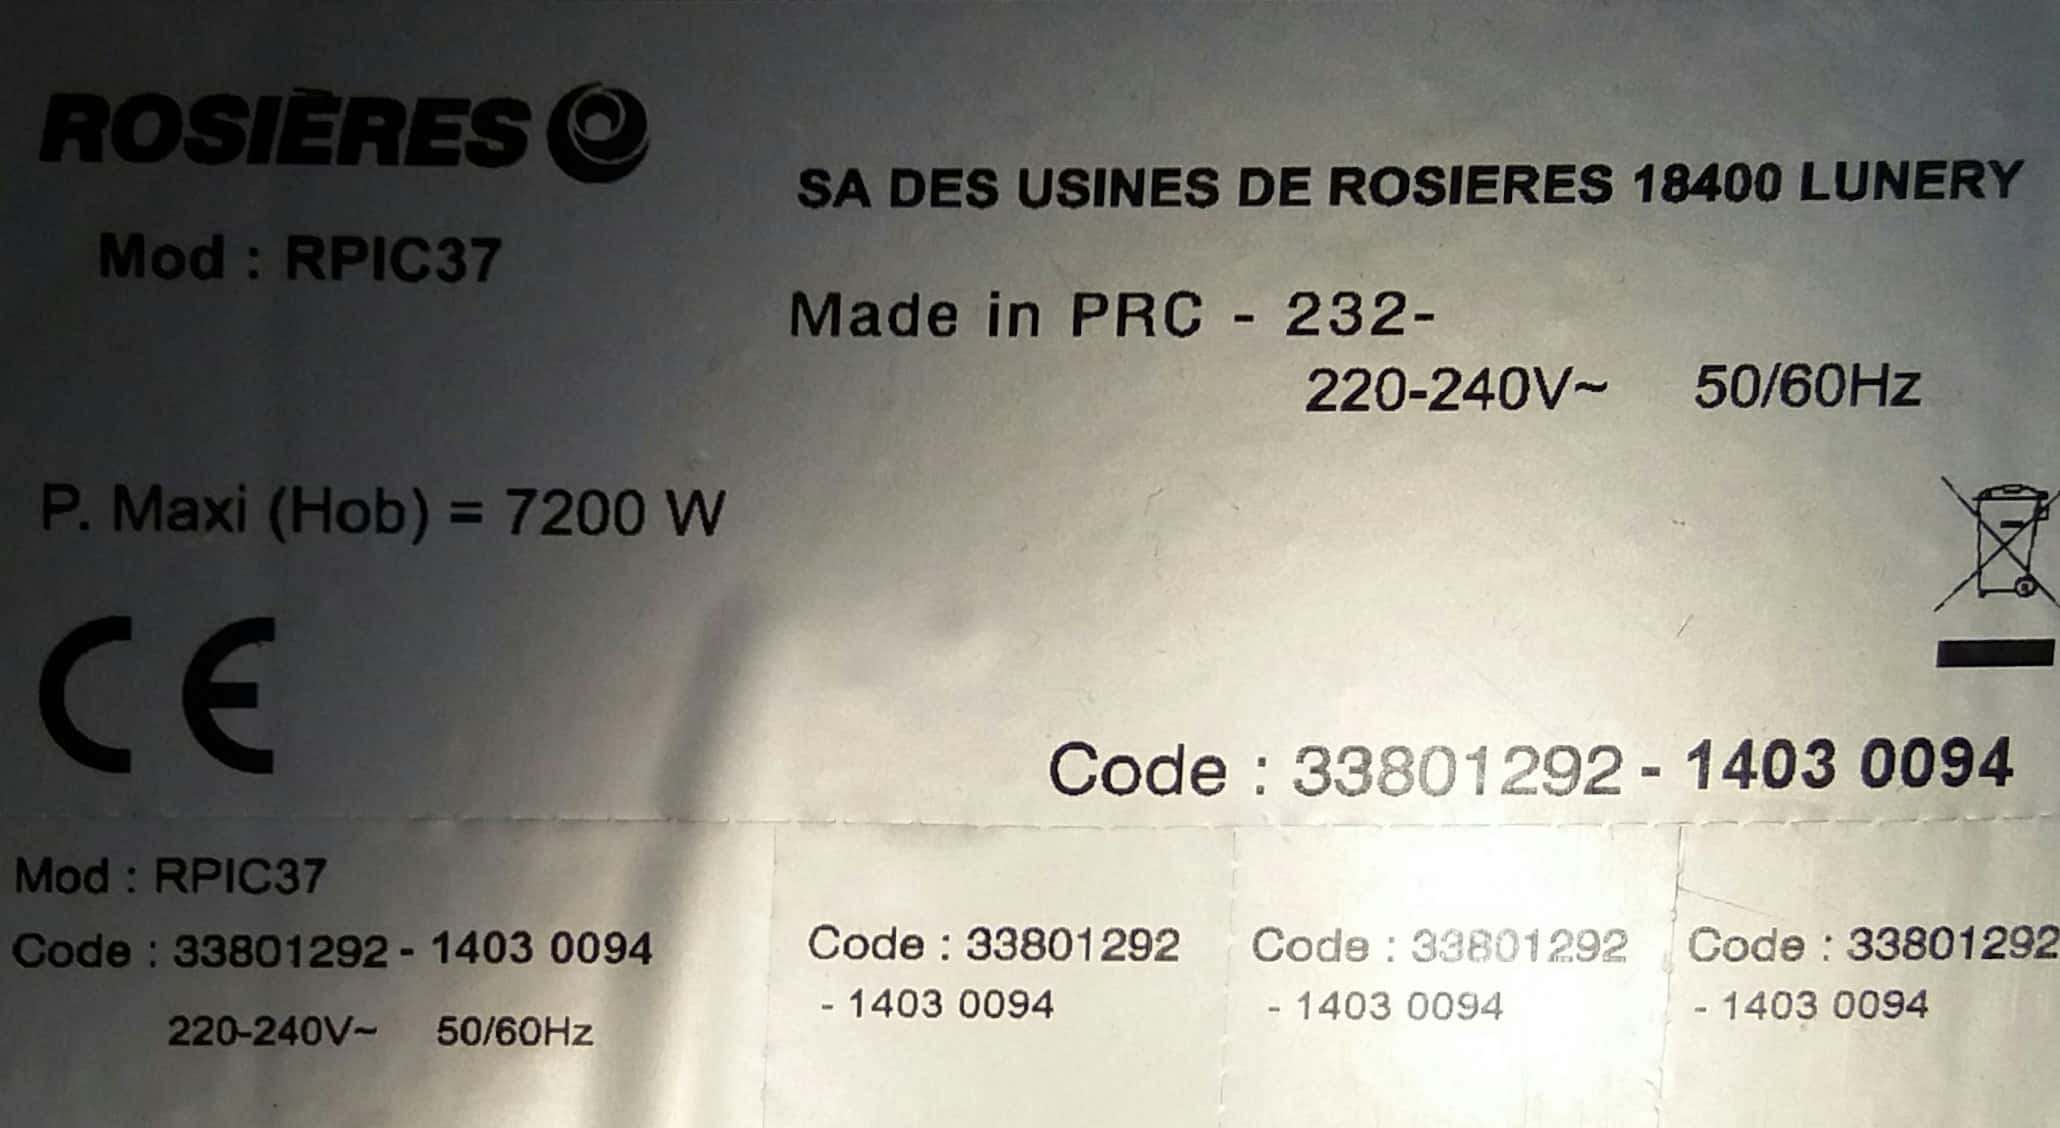 ROSIÈRES
SA DES USINES DE ROSIERES 18400 LUNERY
Mod : RPIC37
Made in PRC - 232-
220-240V~ 50/60Hz
P. Maxi (Hob) = 7200 W
CE
Code : 33801292 - 1403 0094
Mod : RPIC37
Code : 33801292 - 1403 0094
220-240V~ 50/60Hz
Code : 33801292
- 1403 0094
Code : 33801292
- 1403 0094
Code : 33801292
- 1403 0094